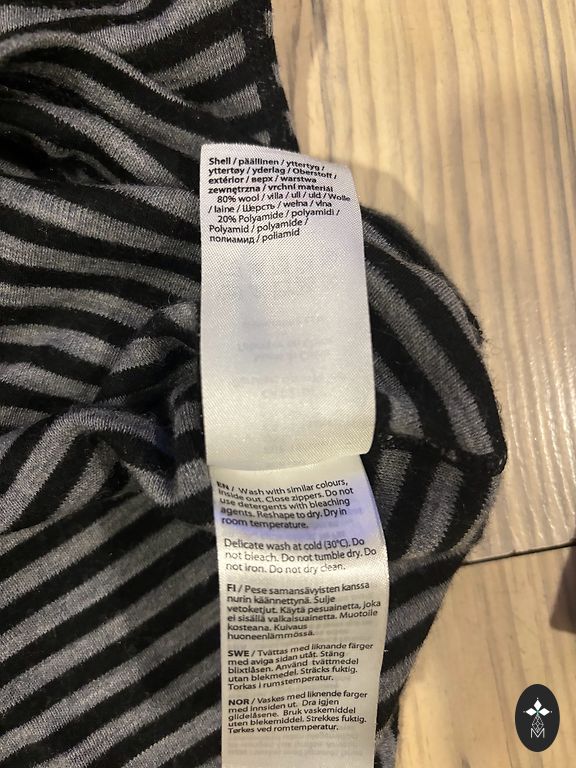 Shell / päällinen / yttertyg /
yttertøy / yderlag / Oberstoff /
extérior / верх / warstwa
zewnętrzna / vrchní materiál
80% wool / villa / ull / uld / Wolle
/ laine / Шерсть / wełna / vlna
20% Polyamide / polyamidi /
Polyamid / polyamide /
полиамид / poliamid
EN / Wash with similar colours,
inside out. Close zippers. Do not
use detergents with bleaching
agents. Reshape to dry. Dry in
room temperature.
Delicate wash at cold (30°C). Do
not bleach. Do not tumble dry. Do
not iron. Do not dry clean.
FI / Pese samansävyisten kanssa
nurin käännettynä. Sulje
vetoketjut. Käytä pesuainetta, joka
ei sisällä valkaisuainetta. Muotoile
kosteana. Kuivaus
huoneenlämmössä.
SWE / Tvättas med liknande färger
med aviga sidan utåt. Stäng
blixtlåsen. Använd tvättmedel
utan blekmedel. Sträcks fuktig.
Torkas i rumstemperatur.
NOR / Vaskes med liknende farger
med innsiden ut. Dra igjen
glidelåsene. Bruk vaskemiddel
uten blekemiddel. Strekkes fuktig.
Tørkes ved romtemperatur.